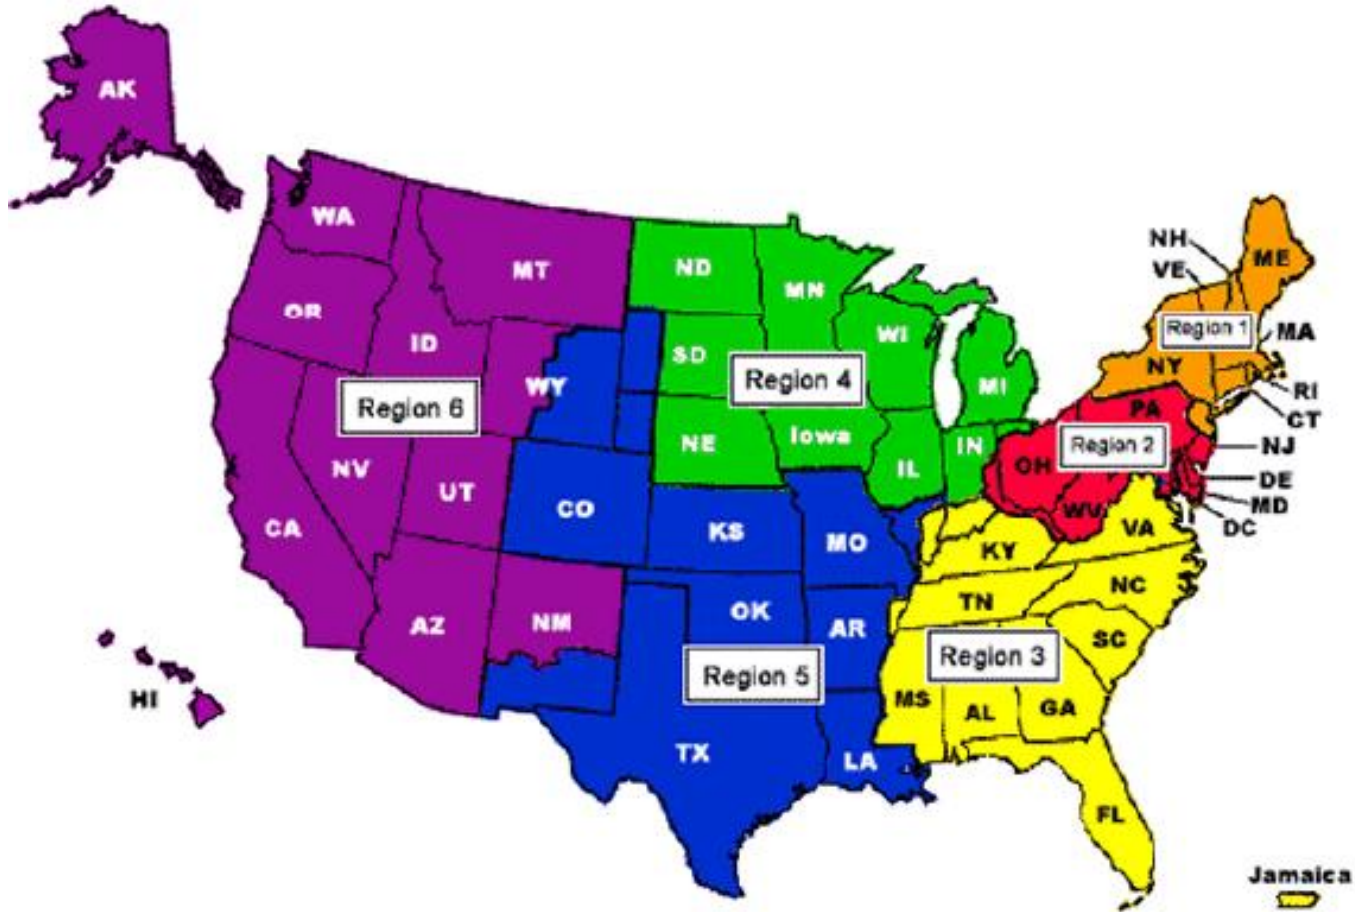 AK
WA
MT
ND
MN
NH
ME
VE
OR
ID
SD
WI
Region 1
MA
WY
Region 4
MI
NY
RI
Region 6
PA
CT
NE
Iowa
IN
Region 2
NJ
NV
UT
IL
OH
DE
CO
MD
CA
KS
MO
WV
VA
DC
KY
AZ
NM
OK
AR
TN
NC
SC
Region 5
Region 3
HI
MS
AL
GA
TX
LA
FL
Jamaica